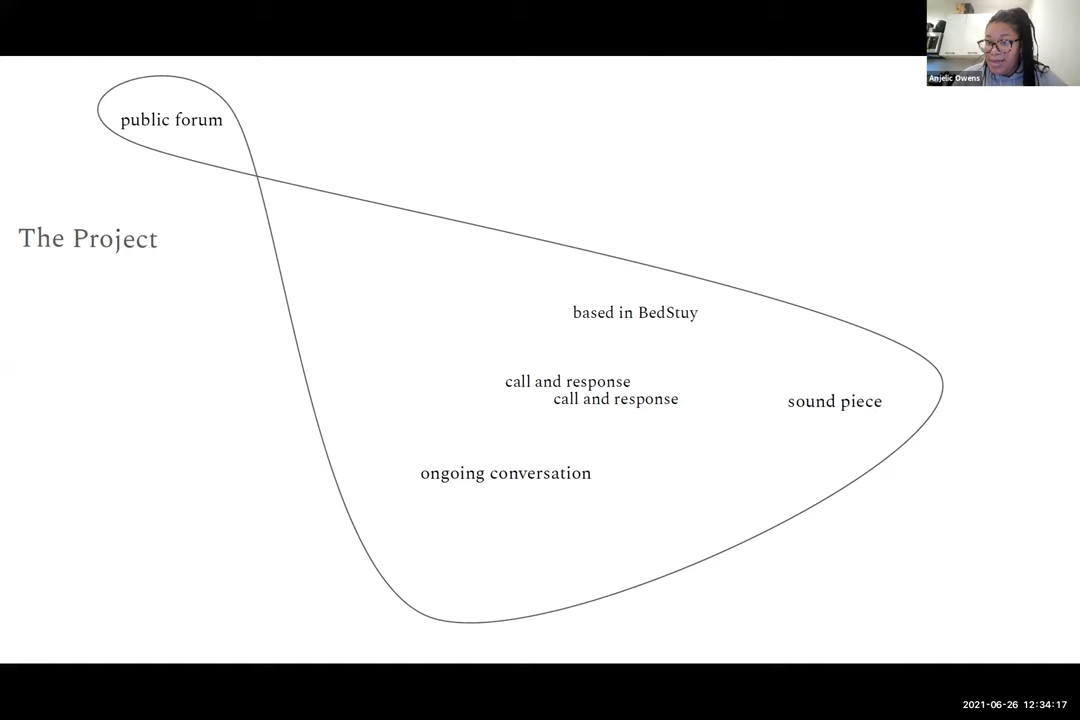 Anjelic Owens
public forum
The Project
based in BedStuy
call and response
call and response
sound piece
ongoing conversation
2021-06-26 12:34:17